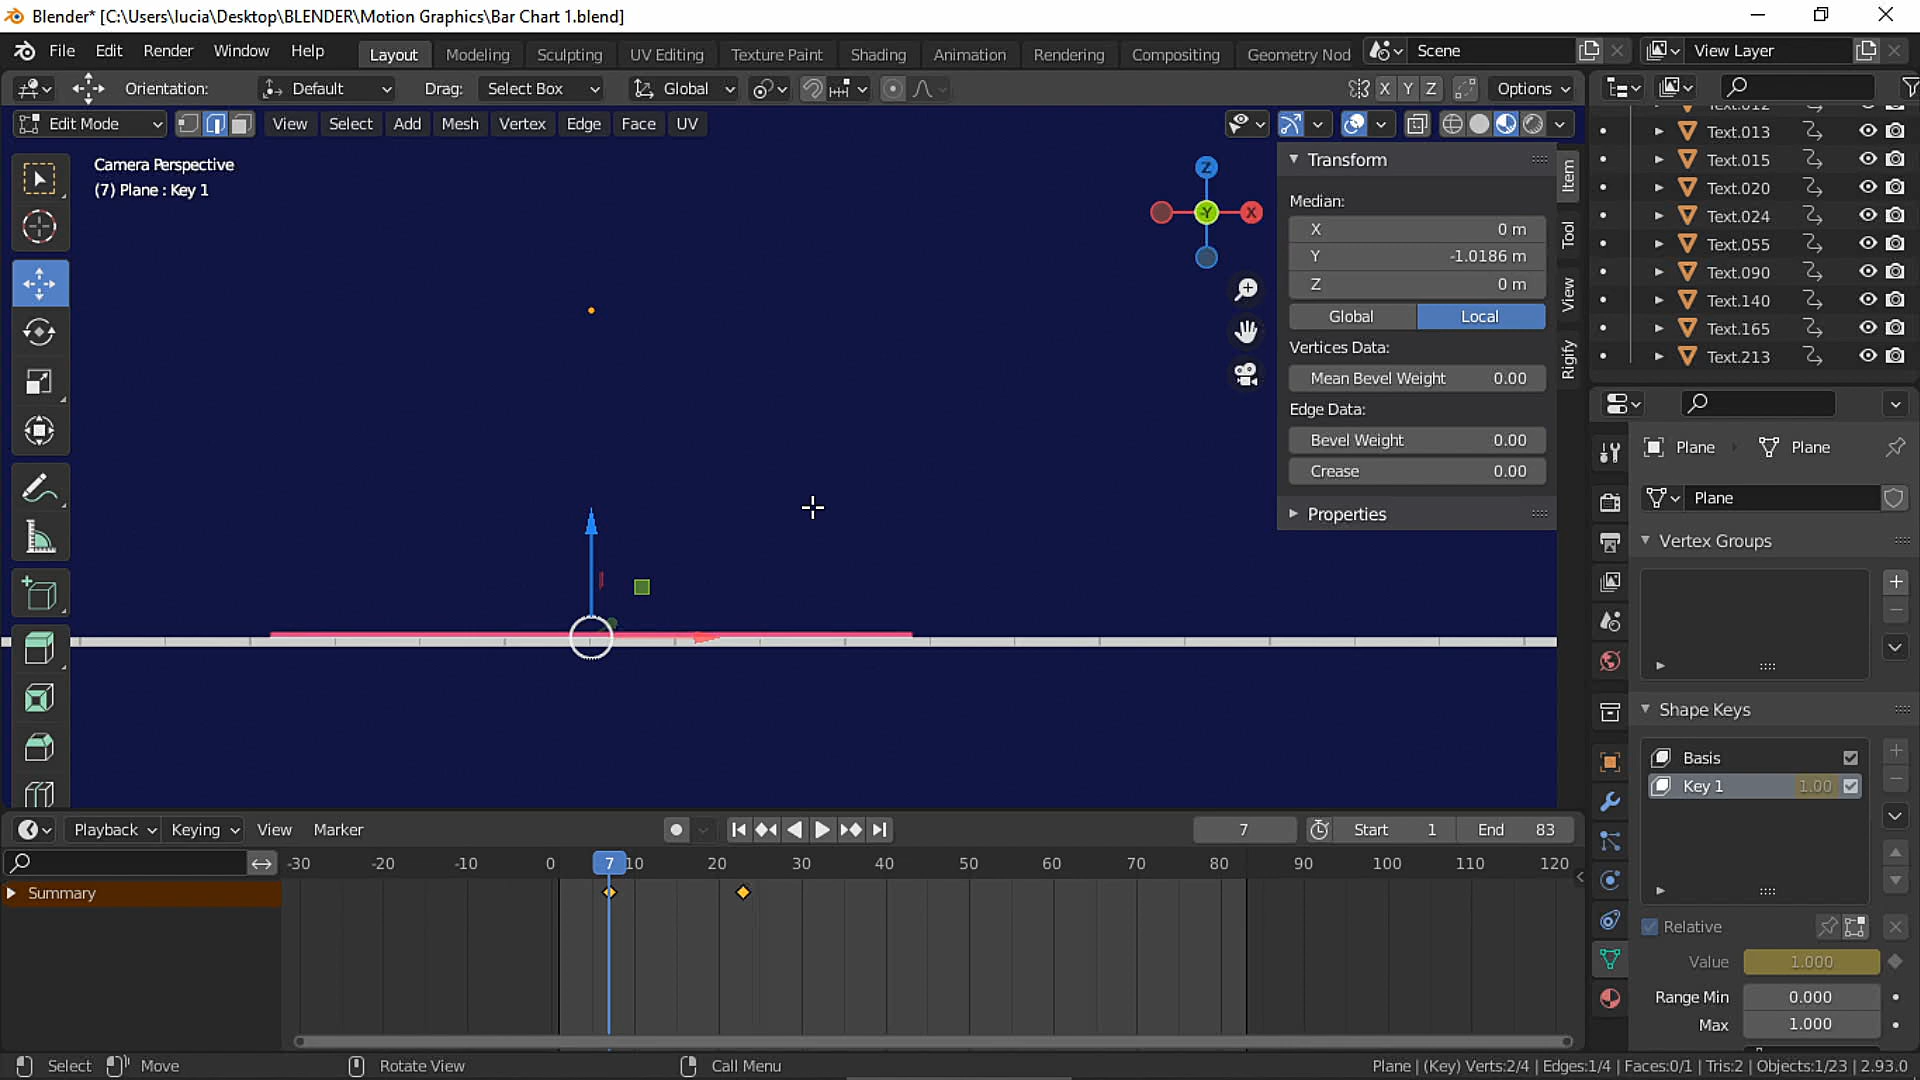 Blender* [C:\Users\lucia\Desktop\BLENDER\Motion Graphics\Bar Chart 1.blend]
File Edit Render Window Help Layout Modeling Sculpting UV Editing Texture Paint Shading Animation Rendering Compositing Geometry Nod Scene View Layer
Orientation: Default Drag: Select Box Global X Y Z Options
Edit Mode View Select Add Mesh Vertex Edge Face UV
Camera Perspective
(7) Plane : Key 1
Z
-Y
X
Transform
Median:
X 0 m
Y -1.0186 m
Z 0 m
Global Local
Vertices Data:
Mean Bevel Weight 0.00
Edge Data:
Bevel Weight 0.00
Crease 0.00
Properties
Item
Tool
View
Rigify
Text.012
Text.013
Text.015
Text.020
Text.024
Text.055
Text.090
Text.140
Text.165
Text.213
Plane Plane
Plane
Vertex Groups
Shape Keys
Basis
Key 1 1.00
Relative
Value 1.000
Range Min 0.000
Max 1.000
Playback Keying View Marker 7 Start 1 End 83
-30 -20 -10 0 7 10 20 30 40 50 60 70 80 90 100 110 120
Summary
Select Move Rotate View Call Menu Plane | (Key) Verts:2/4 | Edges:1/4 | Faces:0/1 | Tris:2 | Objects:1/23 | 2.93.0